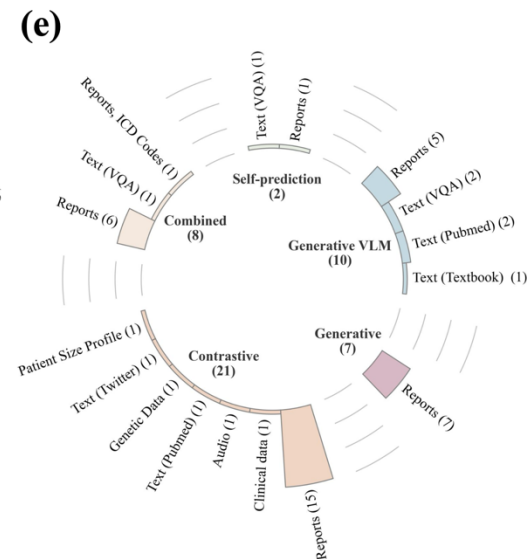 (e)
Text (VQA) (1)
Reports (1)
Self-prediction
(2)
Reports (5)
Text (VQA) (2)
Text (Pubmed) (2)
Text (Textbook) (1)
Generative VLM
(10)
Generative
(7)
Reports (7)
Reports (15)
Clinical data (1)
Audio (1)
Text (Pubmed) (1)
Genetic Data (1)
Text (Twitter) (1)
Patient Size Profile (1)
Contrastive
(21)
Reports (6)
Text (VQA) (1)
Reports, ICD Codes (1)
Combined
(8)